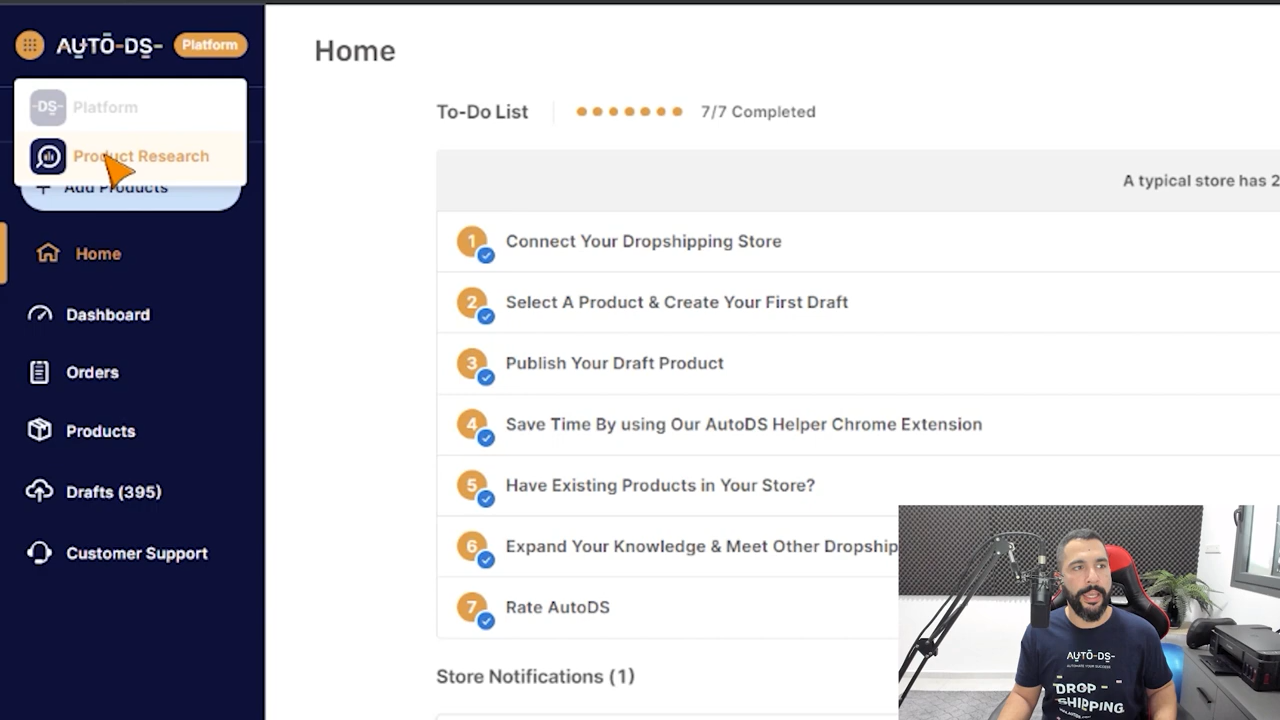 AUTO-DS- Platform
-DS- Platform
Product Research
+ Add Products
Home
Dashboard
Orders
Products
Drafts (395)
Customer Support
Home
To-Do List 7/7 Completed
A typical store has 2
1 Connect Your Dropshipping Store
2 Select A Product & Create Your First Draft
3 Publish Your Draft Product
4 Save Time By using Our AutoDS Helper Chrome Extension
5 Have Existing Products in Your Store?
6 Expand Your Knowledge & Meet Other Dropship
7 Rate AutoDS
Store Notifications (1)
AUTO-DS-
AUTOMATE YOUR SUCCESS
DROP
SHIPPING